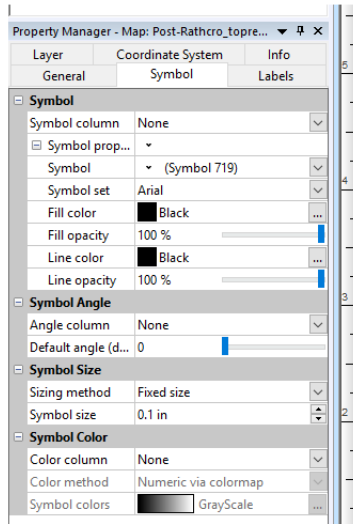 Property Manager - Map: Post-Rathcro_topre...
Layer Coordinate System Info
General Symbol Labels
Symbol
Symbol column None
Symbol prop...
Symbol (Symbol 719)
Symbol set Arial
Fill color Black ...
Fill opacity 100 %
Line color Black ...
Line opacity 100 %
Symbol Angle
Angle column None
Default angle (d... 0
Symbol Size
Sizing method Fixed size
Symbol size 0.1 in
Symbol Color
Color column None
Color method Numeric via colormap
Symbol colors GrayScale ...
5
4
3
2